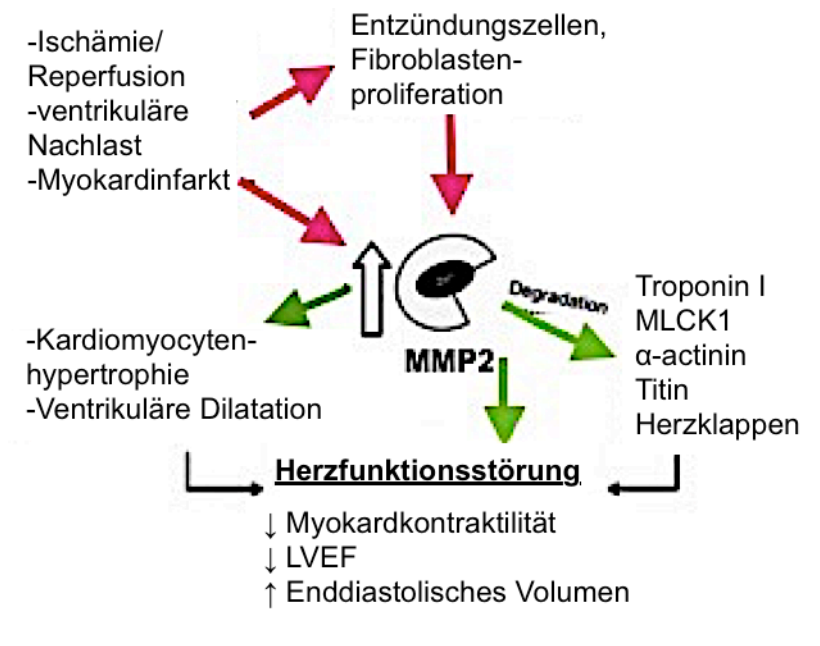 -Ischämie/
Reperfusion
-ventrikuläre
Nachlast
-Myokardinfarkt
Entzündungszellen,
Fibroblasten-
proliferation
Degradation
MMP2
Troponin I
MLCK1
α-actinin
Titin
Herzklappen
-Kardiomyocyten-
hypertrophie
-Ventrikuläre Dilatation
Herzfunktionsstörung
↓ Myokardkontraktilität
↓ LVEF
↑ Enddiastolisches Volumen